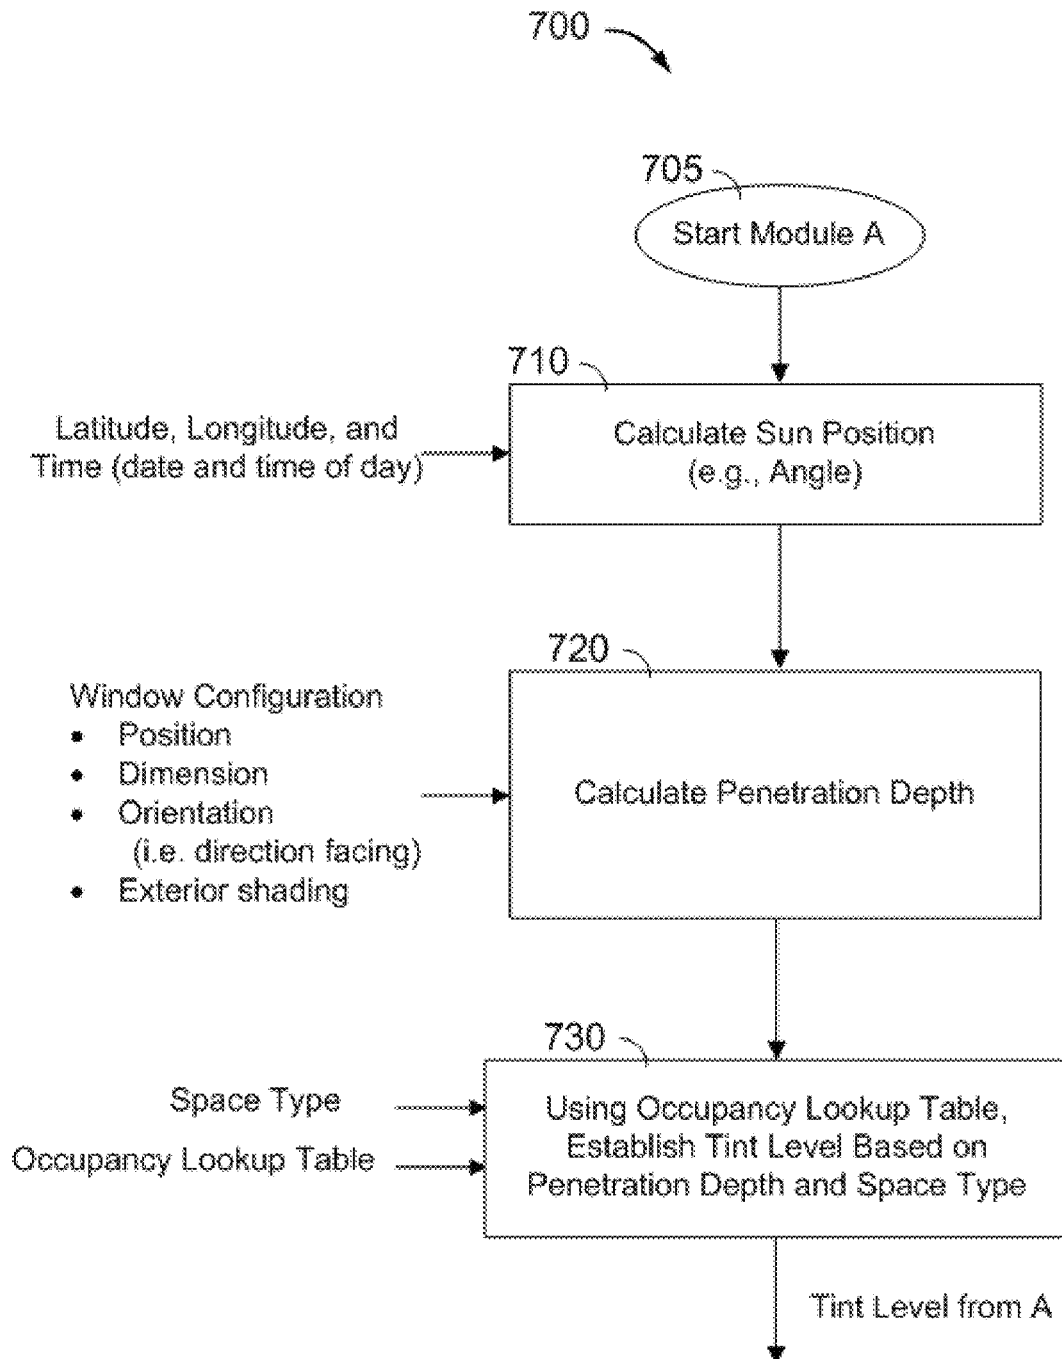 700
705
Start Module A
710
Latitude, Longitude, and
Time (date and time of day)
Calculate Sun Position
(e.g., Angle)
720
Window Configuration
• Position
• Dimension
• Orientation
(i.e. direction facing)
• Exterior shading
Calculate Penetration Depth
730
Space Type
Occupancy Lookup Table
Using Occupancy Lookup Table,
Establish Tint Level Based on
Penetration Depth and Space Type
Tint Level from A